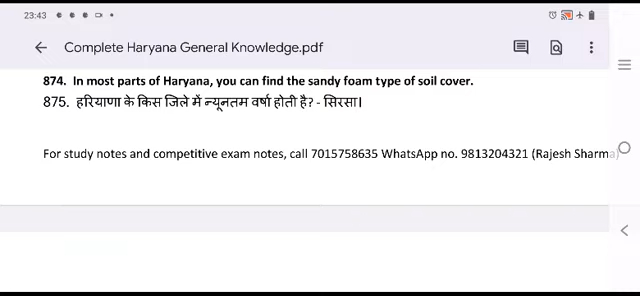 23:43
Complete Haryana General Knowledge.pdf
874. In most parts of Haryana, you can find the sandy foam type of soil cover.
875. हरियाणा के किस जिले में न्यूनतम वर्षा होती है? - सिरसा।
For study notes and competitive exam notes, call 7015758635 WhatsApp no. 9813204321 (Rajesh Sharma)